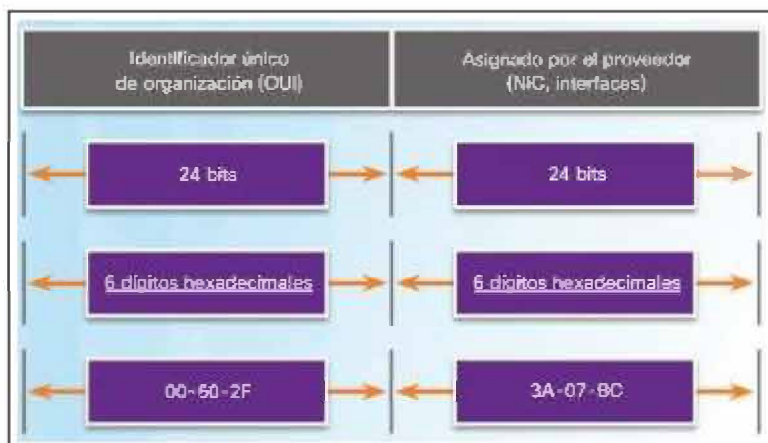 Identificador único
de organización (OUI)
Asignado por el proveedor
(NIC, interfaces)
24 bits
24 bits
6 dígitos hexadecimales
6 dígitos hexadecimales
00-60-2F
3A-07-BC